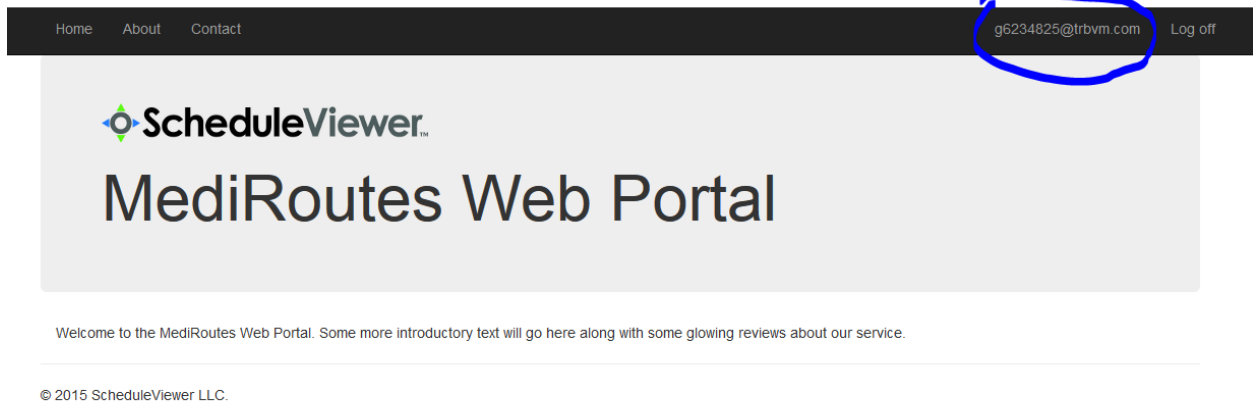 Home About Contact g6234825@trbvm.com Log off
ScheduleViewer™
MediRoutes Web Portal
Welcome to the MediRoutes Web Portal. Some more introductory text will go here along with some glowing reviews about our service.
© 2015 ScheduleViewer LLC.